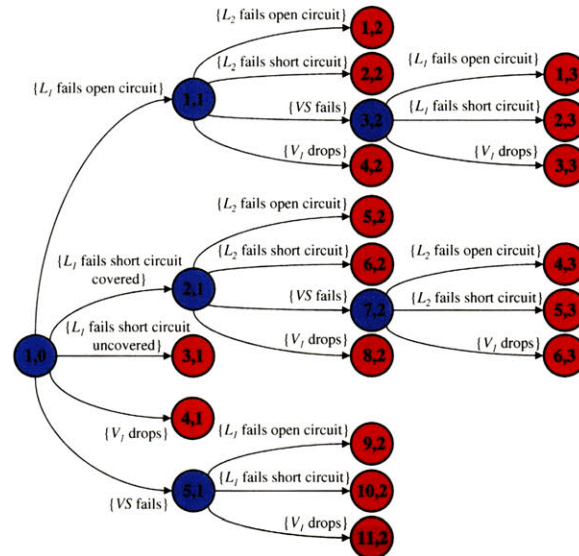 {L₂ fails open circuit}
1,2
{L₂ fails short circuit}
2,2
{L₁ fails open circuit}
1,3
{L₁ fails open circuit}
1,1
{VS fails}
3,2
{L₁ fails short circuit}
2,3
{V₁ drops}
4,2
{V₁ drops}
3,3
{L₂ fails open circuit}
5,2
{L₁ fails short circuit
covered}
2,1
{L₂ fails short circuit}
6,2
{L₂ fails open circuit}
4,3
{VS fails}
7,2
{L₂ fails short circuit}
5,3
1,0
{L₁ fails short circuit
uncovered}
3,1
{V₁ drops}
8,2
{V₁ drops}
6,3
4,1
{V₁ drops}
{L₁ fails open circuit}
9,2
{VS fails}
5,1
{L₁ fails short circuit}
10,2
{V₁ drops}
11,2